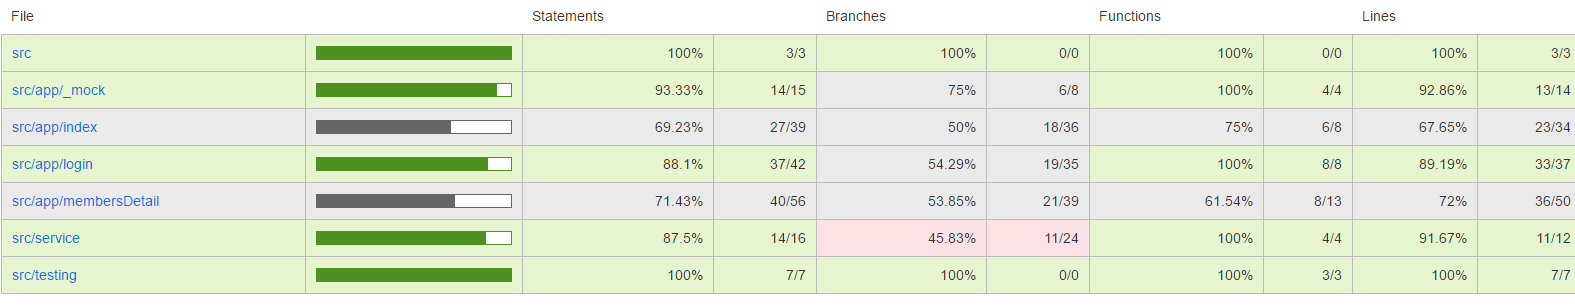 File Statements Branches Functions Lines
src 100% 3/3 100% 0/0 100% 0/0 100% 3/3
src/app/_mock 93.33% 14/15 75% 6/8 100% 4/4 92.86% 13/14
src/app/index 69.23% 27/39 50% 18/36 75% 6/8 67.65% 23/34
src/app/login 88.1% 37/42 54.29% 19/35 100% 8/8 89.19% 33/37
src/app/membersDetail 71.43% 40/56 53.85% 21/39 61.54% 8/13 72% 36/50
src/service 87.5% 14/16 45.83% 11/24 100% 4/4 91.67% 11/12
src/testing 100% 7/7 100% 0/0 100% 3/3 100% 7/7